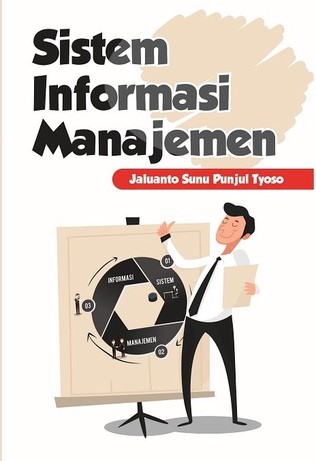 Sistem
Informasi
Manajemen
Jaluanto Sunu Punjul Tyoso
01
INFORMASI
SISTEM
03
MANAJEMEN
02